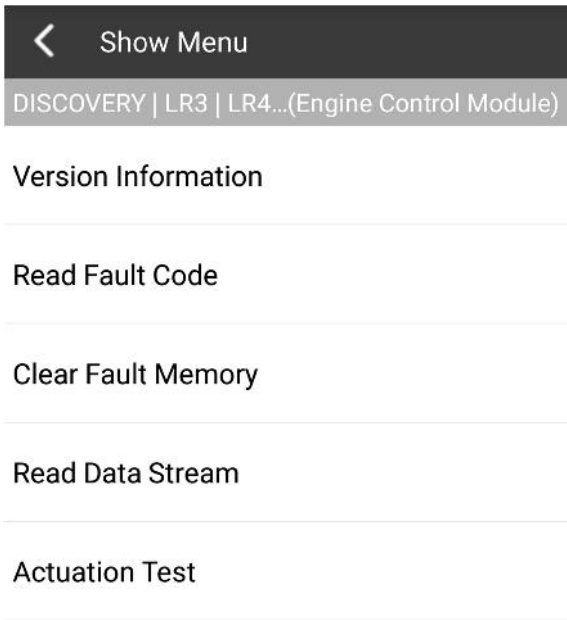 Show Menu
DISCOVERY | LR3 | LR4...(Engine Control Module)
Version Information
Read Fault Code
Clear Fault Memory
Read Data Stream
Actuation Test